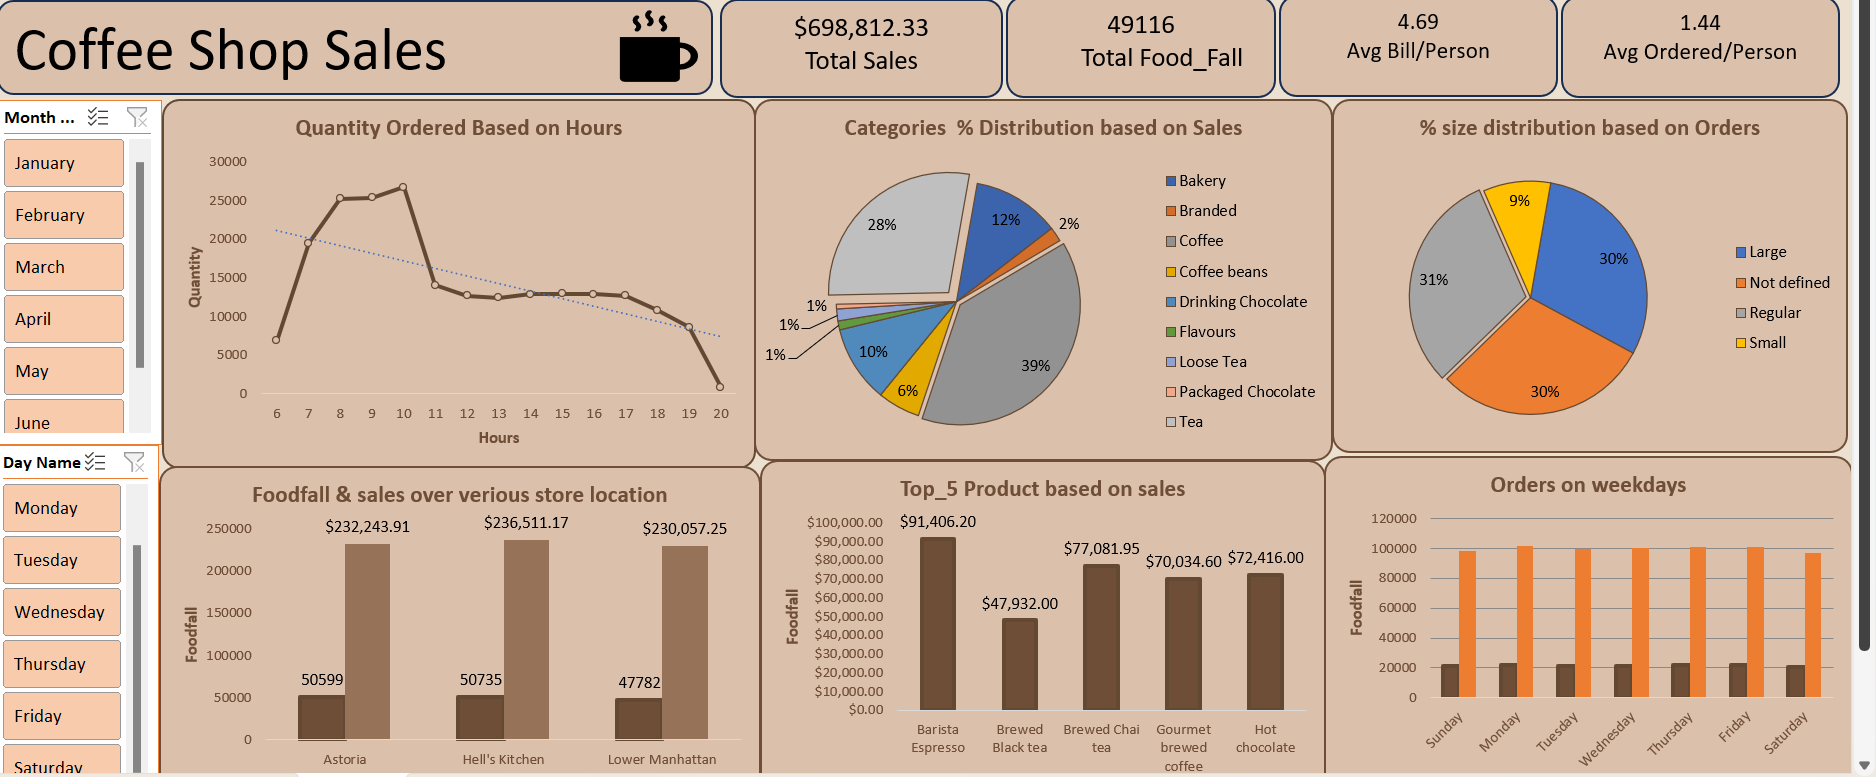 Coffee Shop Sales
$698,812.33
Total Sales
49116
Total Food_Fall
4.69
Avg Bill/Person
1.44
Avg Ordered/Person
Month ...
January
February
March
April
May
June
Day Name
Monday
Tuesday
Wednesday
Thursday
Friday
Saturday
Quantity Ordered Based on Hours
Quantity
30000
25000
20000
15000
10000
5000
0
6 7 8 9 10 11 12 13 14 15 16 17 18 19 20
Hours
Categories % Distribution based on Sales
28%
12%
2%
1%
1%
1%
10%
6%
39%
Bakery
Branded
Coffee
Coffee beans
Drinking Chocolate
Flavours
Loose Tea
Packaged Chocolate
Tea
% size distribution based on Orders
9%
30%
31%
30%
Large
Not defined
Regular
Small
Foodfall & sales over verious store location
Foodfall
250000
200000
150000
100000
50000
0
$232,243.91
$236,511.17
$230,057.25
50599
50735
47782
Astoria
Hell's Kitchen
Lower Manhattan
Top_5 Product based on sales
Foodfall
$100,000.00
$90,000.00
$80,000.00
$70,000.00
$60,000.00
$50,000.00
$40,000.00
$30,000.00
$20,000.00
$10,000.00
$0.00
$91,406.20
$47,932.00
$77,081.95
$70,034.60
$72,416.00
Barista
Espresso
Brewed
Black tea
Brewed Chai
tea
Gourmet
brewed
coffee
Hot
chocolate
Orders on weekdays
Foodfall
120000
100000
80000
60000
40000
20000
0
Sunday
Monday
Tuesday
Wednesday
Thursday
Friday
Saturday